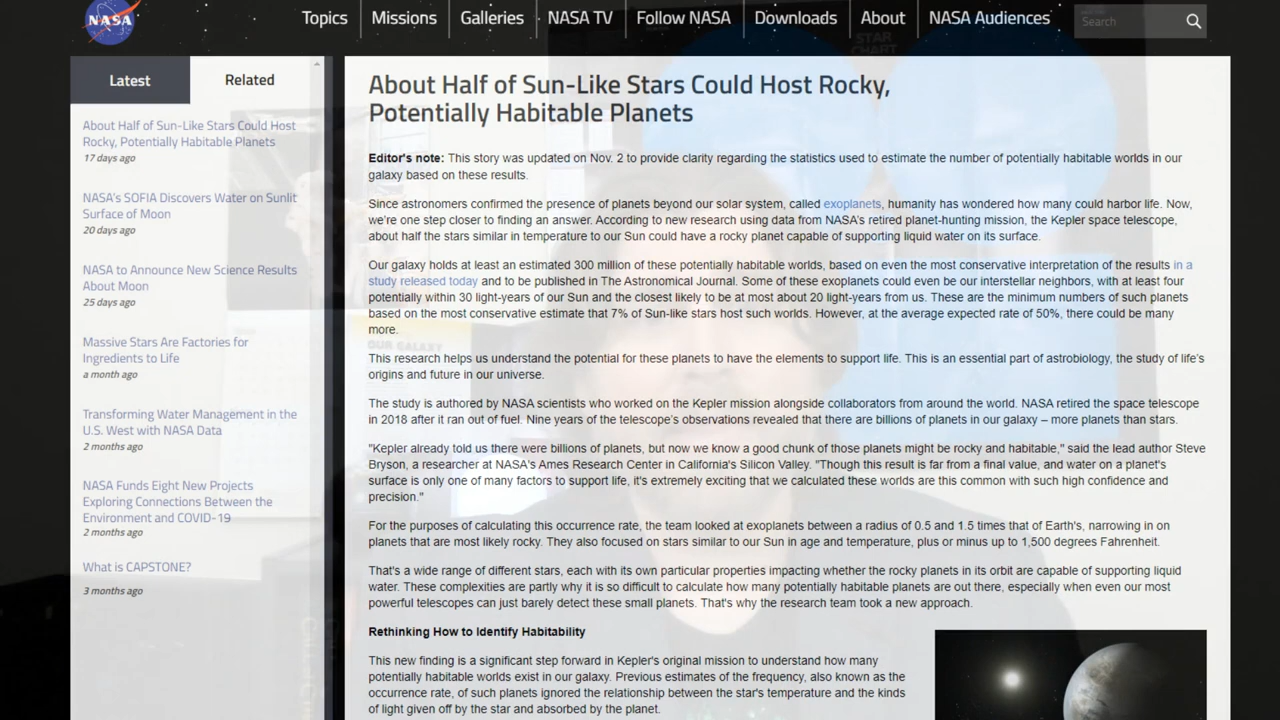 NASA
Topics
Missions
Galleries
NASA TV
Follow NASA
Downloads
About
NASA Audiences
Search
STAR
CHART
Latest
Related
About Half of Sun-Like Stars Could Host
Rocky, Potentially Habitable Planets
17 days ago
NASA's SOFIA Discovers Water on Sunlit
Surface of Moon
20 days ago
NASA to Announce New Science Results
About Moon
25 days ago
Massive Stars Are Factories for
Ingredients to Life
a month ago
Transforming Water Management in the
U.S. West with NASA Data
2 months ago
NASA Funds Eight New Projects
Exploring Connections Between the
Environment and COVID-19
2 months ago
What is CAPSTONE?
3 months ago
About Half of Sun-Like Stars Could Host Rocky,
Potentially Habitable Planets
Editor's note: This story was updated on Nov. 2 to provide clarity regarding the statistics used to estimate the number of potentially habitable worlds in our
galaxy based on these results.
Since astronomers confirmed the presence of planets beyond our solar system, called exoplanets, humanity has wondered how many could harbor life. Now,
we're one step closer to finding an answer. According to new research using data from NASA's retired planet-hunting mission, the Kepler space telescope,
about half the stars similar in temperature to our Sun could have a rocky planet capable of supporting liquid water on its surface.
Our galaxy holds at least an estimated 300 million of these potentially habitable worlds, based on even the most conservative interpretation of the results in a
study released today and to be published in The Astronomical Journal. Some of these exoplanets could even be our interstellar neighbors, with at least four
potentially within 30 light-years of our Sun and the closest likely to be at most about 20 light-years from us. These are the minimum numbers of such planets
based on the most conservative estimate that 7% of Sun-like stars host such worlds. However, at the average expected rate of 50%, there could be many
more.
OUR GALAXY
This research helps us understand the potential for these planets to have the elements to support life. This is an essential part of astrobiology, the study of life's
origins and future in our universe.
The study is authored by NASA scientists who worked on the Kepler mission alongside collaborators from around the world. NASA retired the space telescope
in 2018 after it ran out of fuel. Nine years of the telescope's observations revealed that there are billions of planets in our galaxy – more planets than stars.
"Kepler already told us there were billions of planets, but now we know a good chunk of those planets might be rocky and habitable," said the lead author Steve
Bryson, a researcher at NASA's Ames Research Center in California's Silicon Valley. "Though this result is far from a final value, and water on a planet's
surface is only one of many factors to support life, it's extremely exciting that we calculated these worlds are this common with such high confidence and
precision."
For the purposes of calculating this occurrence rate, the team looked at exoplanets between a radius of 0.5 and 1.5 times that of Earth's, narrowing in on
planets that are most likely rocky. They also focused on stars similar to our Sun in age and temperature, plus or minus up to 1,500 degrees Fahrenheit.
That's a wide range of different stars, each with its own particular properties impacting whether the rocky planets in its orbit are capable of supporting liquid
water. These complexities are partly why it is so difficult to calculate how many potentially habitable planets are out there, especially when even our most
powerful telescopes can just barely detect these small planets. That's why the research team took a new approach.
Rethinking How to Identify Habitability
This new finding is a significant step forward in Kepler's original mission to understand how many
potentially habitable worlds exist in our galaxy. Previous estimates of the frequency, also known as the
occurrence rate, of such planets ignored the relationship between the star's temperature and the kinds
of light given off by the star and absorbed by the planet.